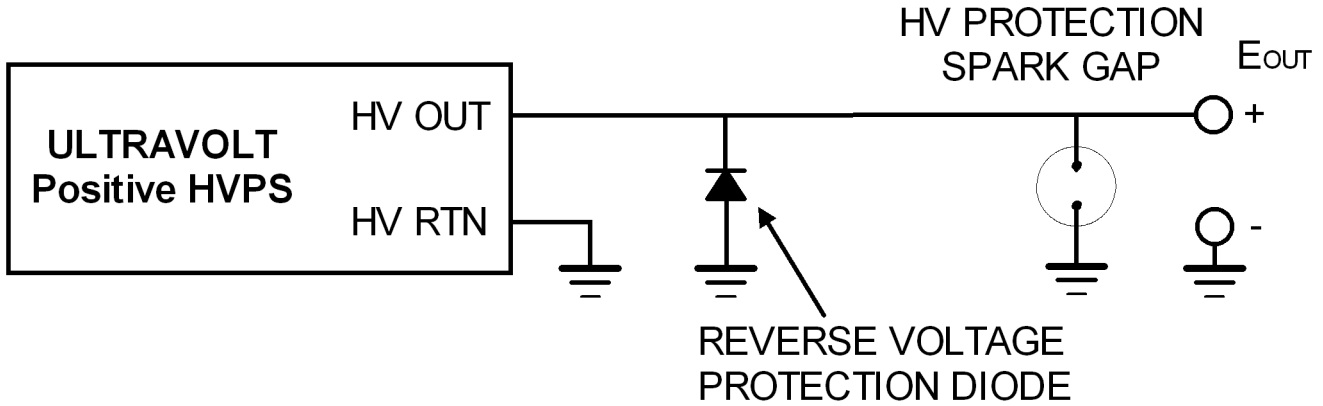 HV PROTECTION
SPARK GAP
EOUT
HV OUT
+
ULTRAVOLT
Positive HVPS
HV RTN
-
REVERSE VOLTAGE
PROTECTION DIODE